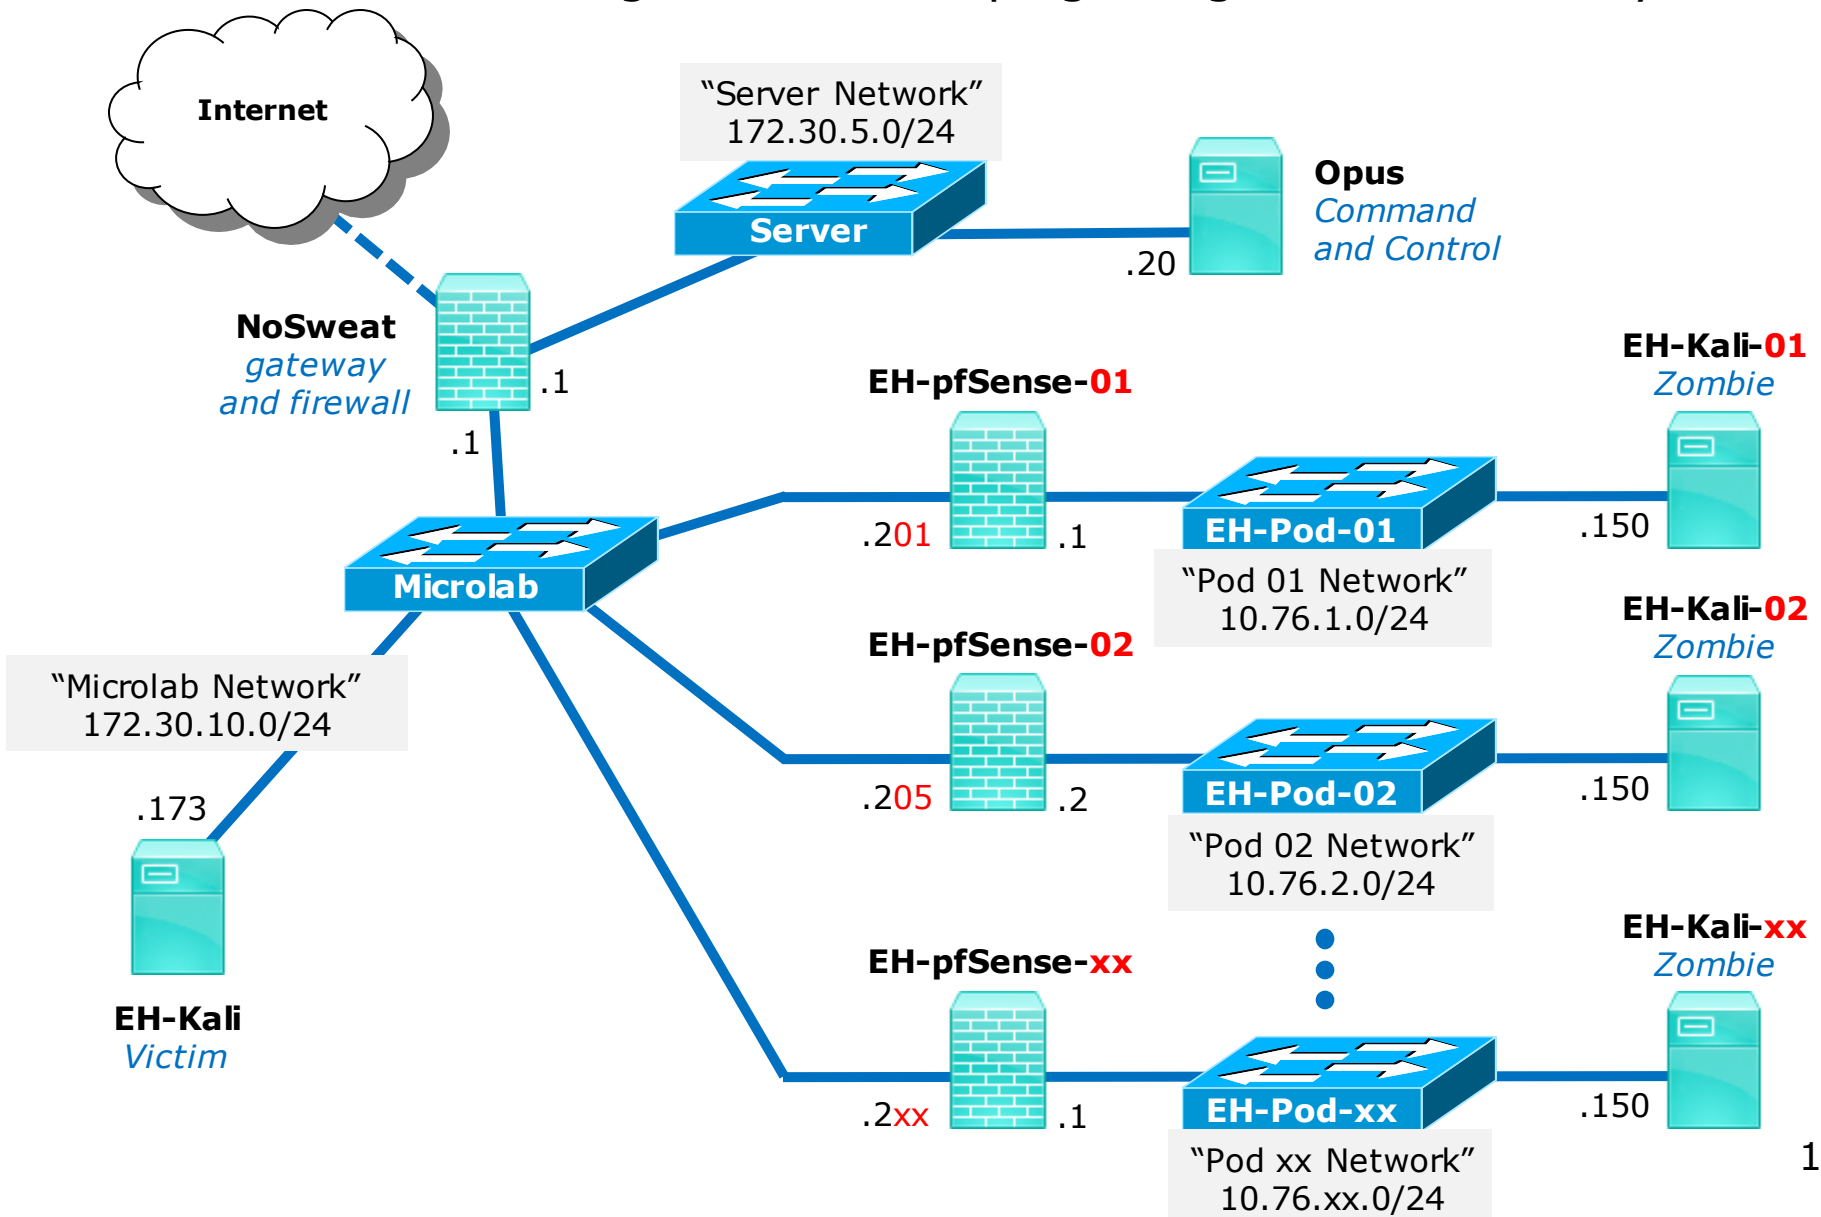 Internet
“Server Network”
172.30.5.0/24
Server
Opus
Command
and Control
.20
NoSweat
gateway
and firewall
.1
.1
EH-pfSense-01
EH-Kali-01
Zombie
.201
.1
EH-Pod-01
.150
“Pod 01 Network”
10.76.1.0/24
Microlab
“Microlab Network”
172.30.10.0/24
EH-pfSense-02
EH-Kali-02
Zombie
.205
.2
EH-Pod-02
.150
“Pod 02 Network”
10.76.2.0/24
.173
EH-Kali
Victim
EH-pfSense-xx
EH-Kali-xx
Zombie
.2xx
.1
EH-Pod-xx
.150
“Pod xx Network”
10.76.xx.0/24
1